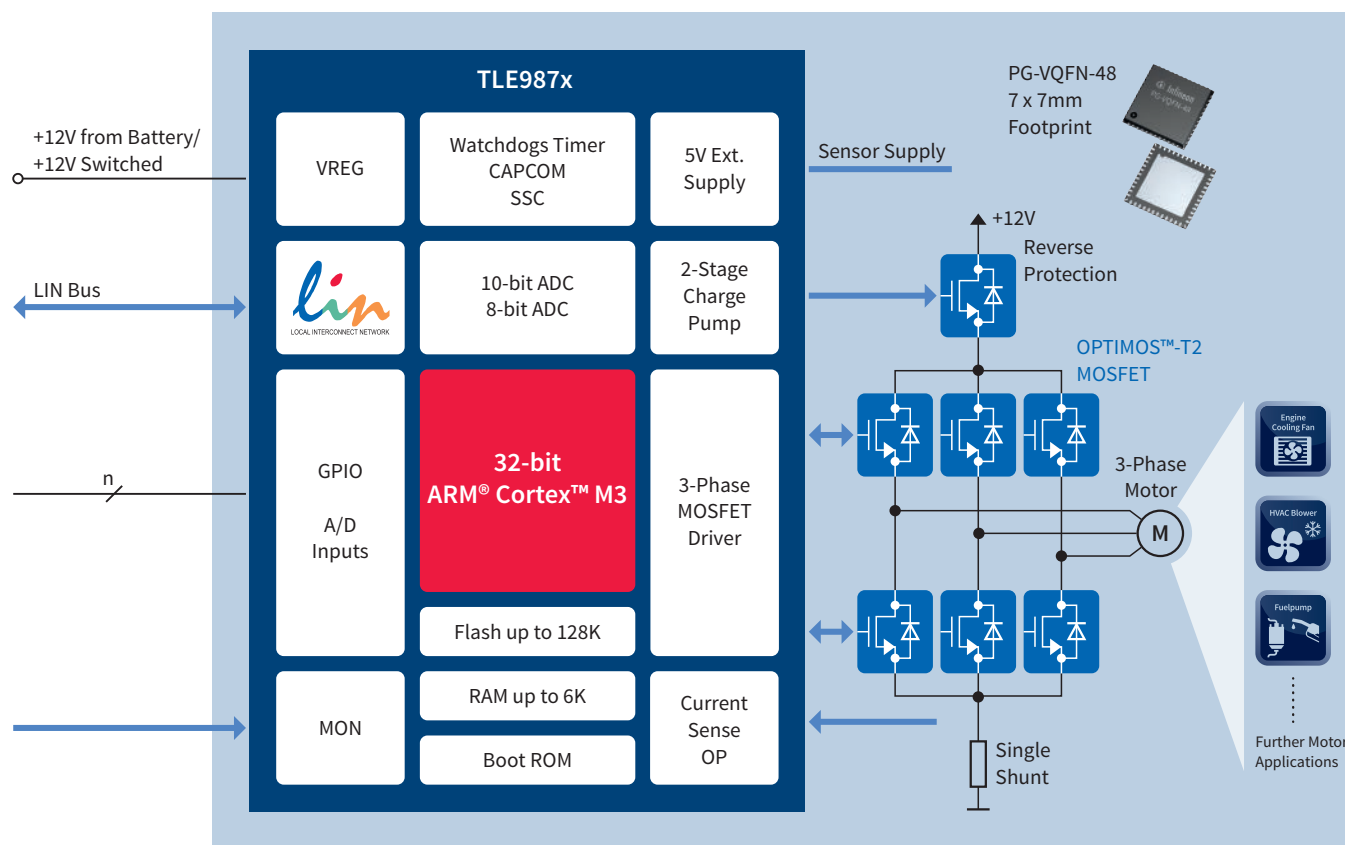 TLE987x
PG-VQFN-48
7 x 7mm
Footprint
Infineon
PG-VQFN-48
+12V from Battery/
+12V Switched
VREG
Watchdogs Timer
CAPCOM
SSC
5V Ext.
Supply
Sensor Supply
LIN Bus
lin
LOCAL INTERCONNECT NETWORK
10-bit ADC
8-bit ADC
2-Stage
Charge
Pump
+12V
Reverse
Protection
OPTIMOS™-T2
MOSFET
n
GPIO
A/D
Inputs
32-bit
ARM® Cortex™ M3
3-Phase
MOSFET
Driver
3-Phase
Motor
M
Engine
Cooling Fan
HVAC Blower
Fuelpump
Flash up to 128K
MON
RAM up to 6K
Boot ROM
Current
Sense
OP
Single
Shunt
Further Motor
Applications